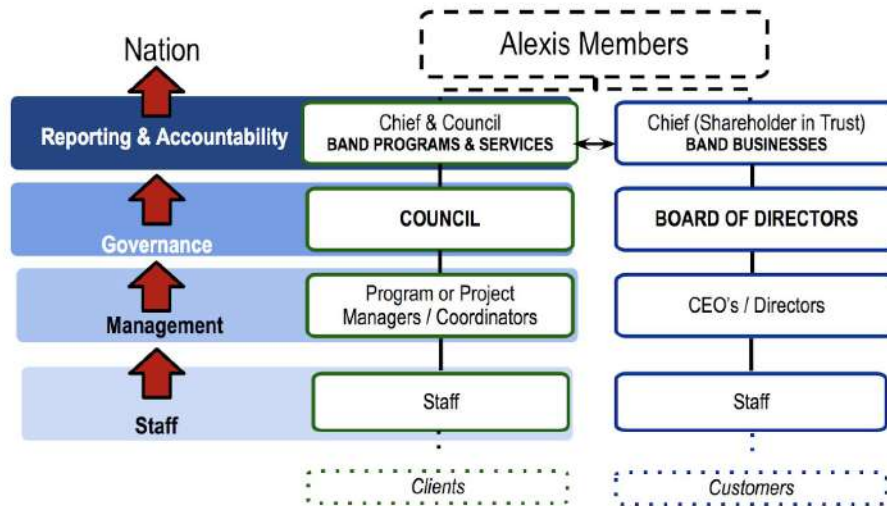 Nation
Alexis Members
Reporting & Accountability
Chief & Council
BAND PROGRAMS & SERVICES
Chief (Shareholder in Trust)
BAND BUSINESSES
Governance
COUNCIL
BOARD OF DIRECTORS
Management
Program or Project
Managers / Coordinators
CEO's / Directors
Staff
Staff
Staff
Clients
Customers